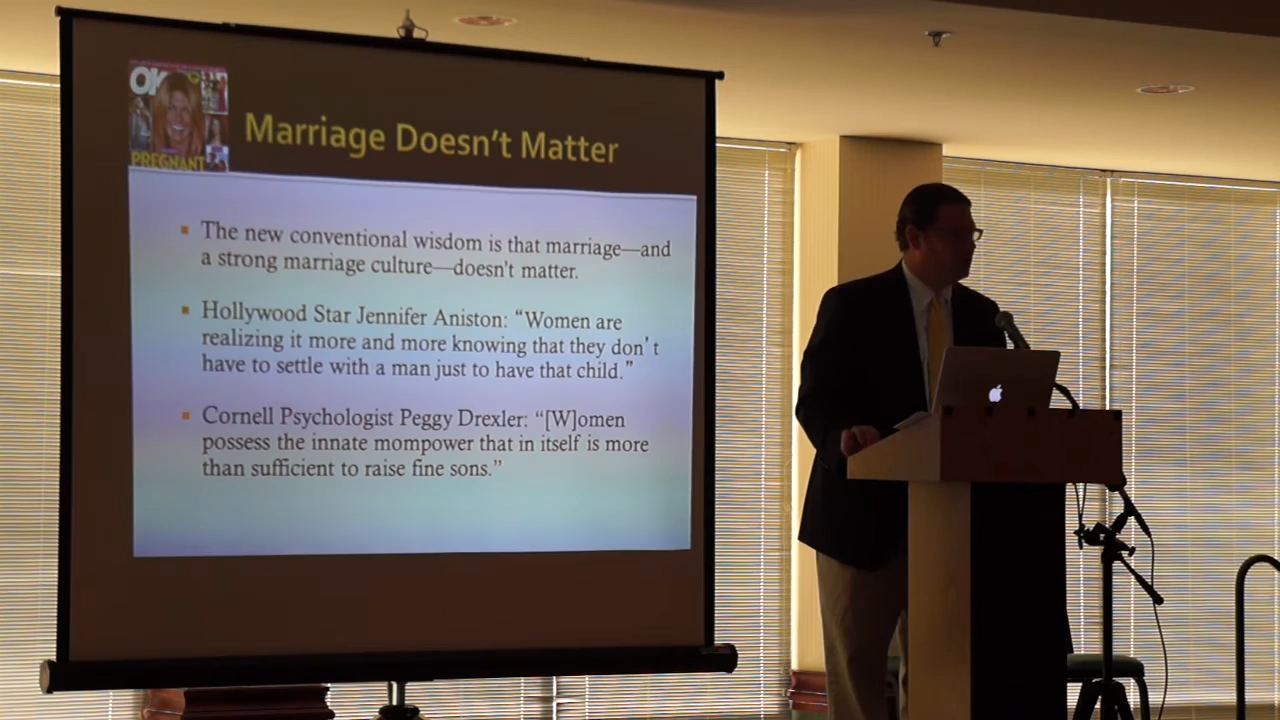 OK
PREGNANT
Marriage Doesn't Matter
The new conventional wisdom is that marriage—and
a strong marriage culture—doesn't matter.
Hollywood Star Jennifer Aniston: “Women are
realizing it more and more knowing that they don’t
have to settle with a man just to have that child.”
Cornell Psychologist Peggy Drexler: “[W]omen
possess the innate mompower that in itself is more
than sufficient to raise fine sons.”